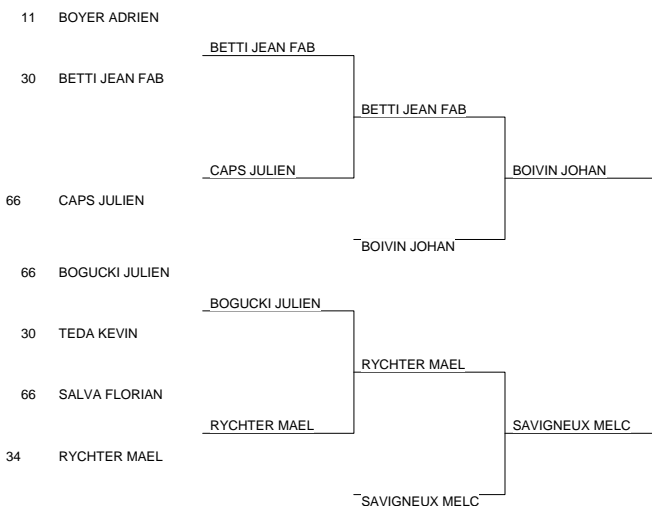 11 BOYER ADRIEN
BETTI JEAN FAB
30 BETTI JEAN FAB
BETTI JEAN FAB
CAPS JULIEN
BOIVIN JOHAN
66 CAPS JULIEN
BOIVIN JOHAN
66 BOGUCKI JULIEN
BOGUCKI JULIEN
30 TEDA KEVIN
RYCHTER MAEL
66 SALVA FLORIAN
RYCHTER MAEL
SAVIGNEUX MELC
34 RYCHTER MAEL
SAVIGNEUX MELC